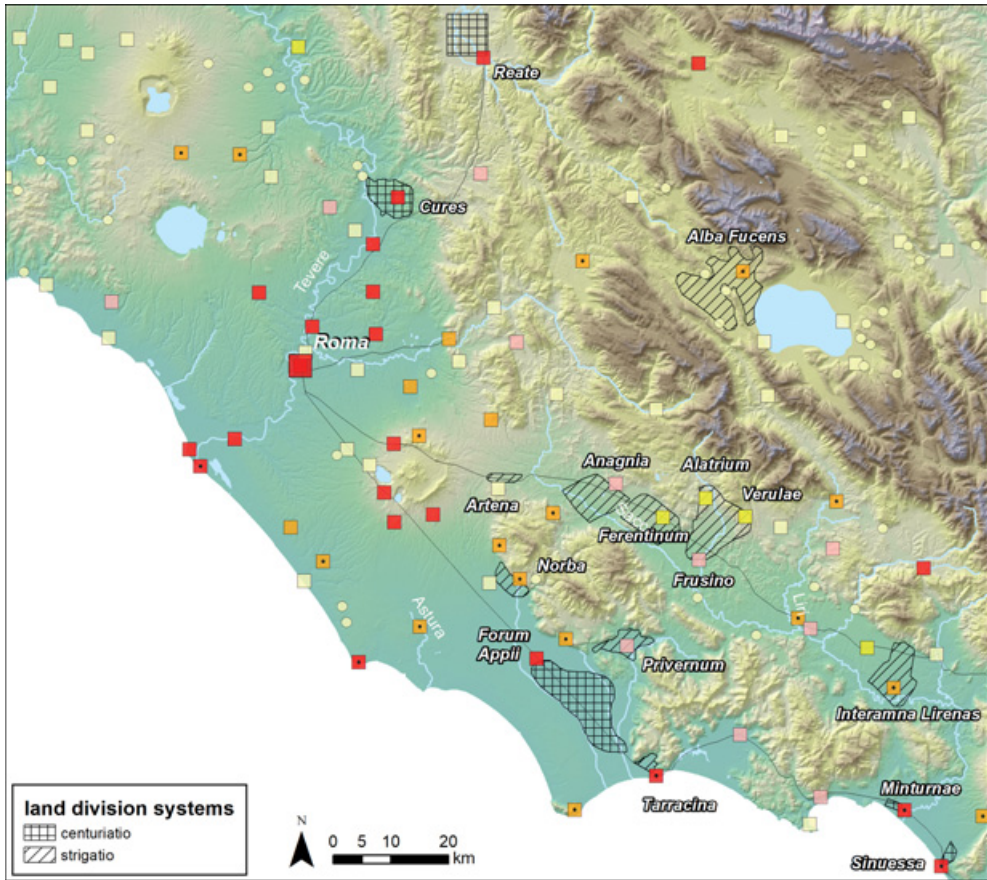 Reate
Cures
Alba Fucens
Tevere
Roma
Anagnia
Alatrium
Verulae
Artena
Sacco
Ferentinum
Frusino
Norba
Liri
Astura
Forum
Appii
Privernum
Interamna Lirenas
Tarracina
Minturnae
Sinuessa
land division systems
centuriatio
strigatio
N
0 5 10 20
km